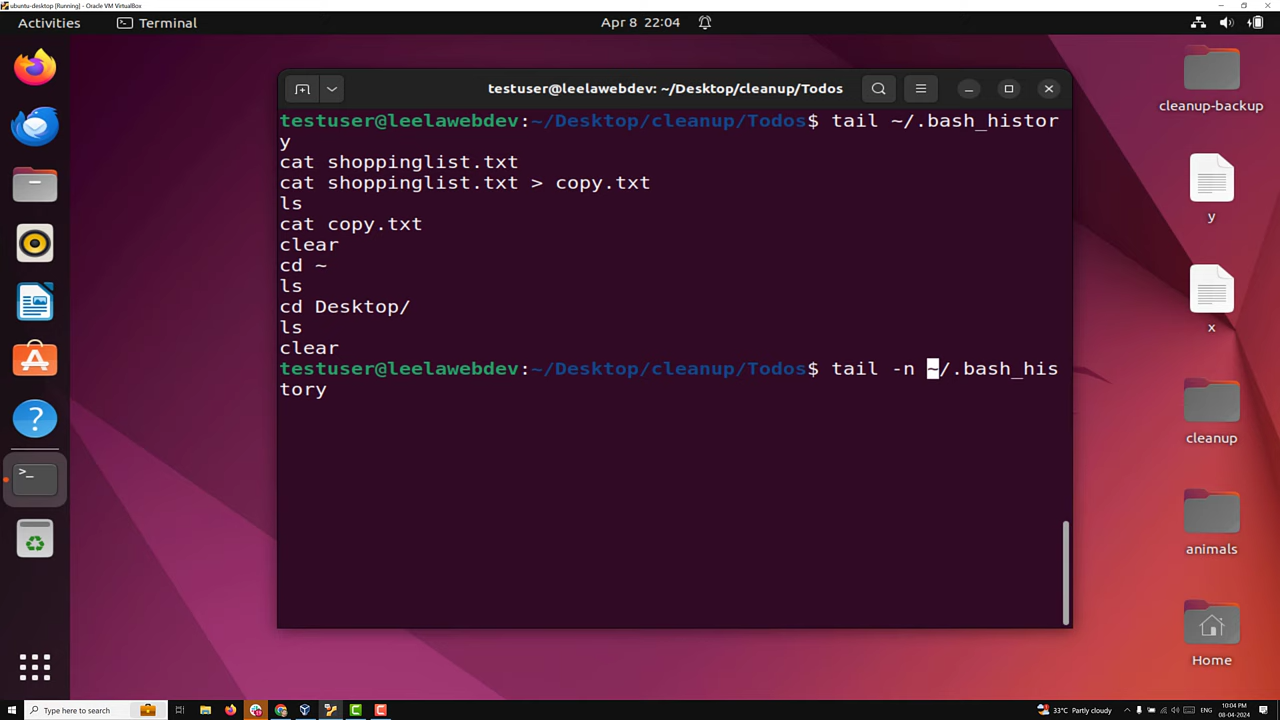 ubuntu-desktop [Running] - Oracle VM VirtualBox
Activities
Terminal
Apr 8 22:04
testuser@leelawebdev: ~/Desktop/cleanup/Todos
testuser@leelawebdev:~/Desktop/cleanup/Todos$ tail ~/.bash_histor
y
cat shoppinglist.txt
cat shoppinglist.txt > copy.txt
ls
cat copy.txt
clear
cd ~
ls
cd Desktop/
ls
clear
testuser@leelawebdev:~/Desktop/cleanup/Todos$ tail -n ~/.bash_his
tory
cleanup-backup
y
x
cleanup
animals
Home
Type here to search
33°C Partly cloudy
ENG
10:04 PM
08-04-2024